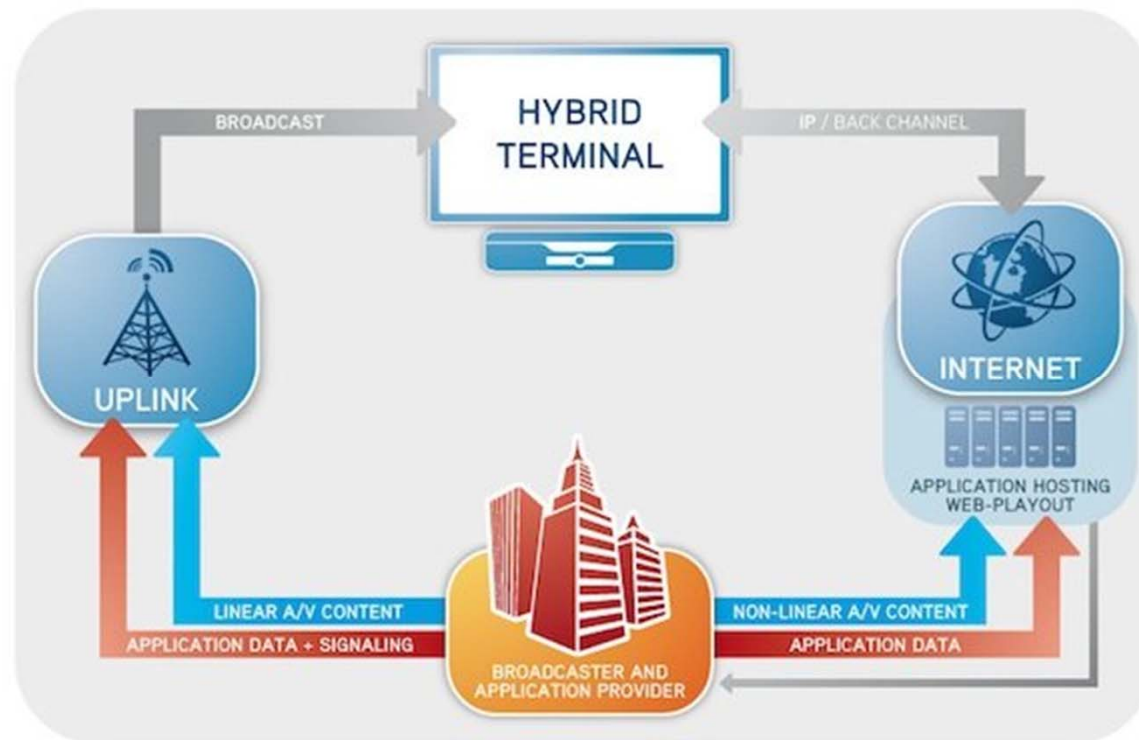 HYBRID
TERMINAL
BROADCAST
IP / BACK CHANNEL
UPLINK
INTERNET
APPLICATION HOSTING
WEB-PLAYOUT
LINEAR A/V CONTENT
NON-LINEAR A/V CONTENT
APPLICATION DATA + SIGNALING
APPLICATION DATA
BROADCASTER AND
APPLICATION PROVIDER